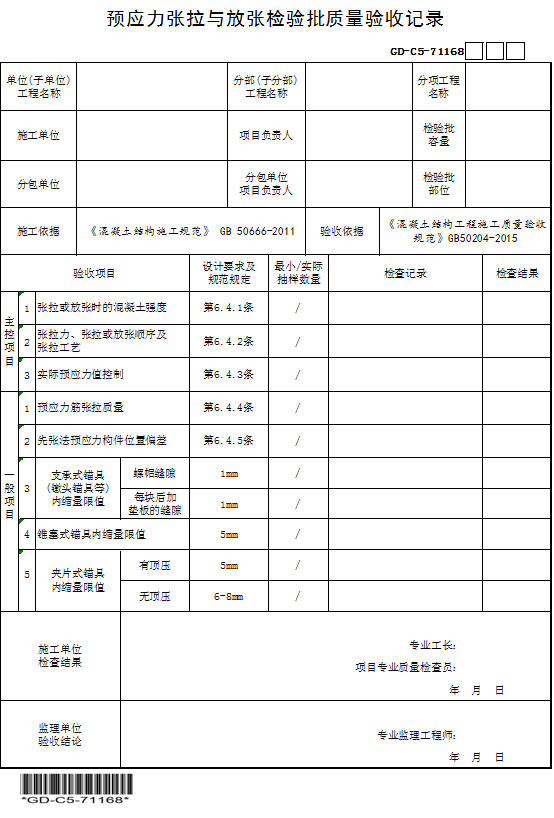 预应力张拉与放张检验批质量验收记录
GD-C5-71168
单位(子单位)
工程名称
分部(子分部)
工程名称
分项工程
名称
施工单位
项目负责人
检验批
容量
分包单位
分包单位
项目负责人
检验批
部位
施工依据
《混凝土结构施工规范》 GB 50666-2011
验收依据
《混凝土结构工程施工质量验收
规范》GB50204-2015
验收项目
设计要求及
规范规定
最小/实际
抽样数量
检查记录
检查结果
主控项目
1 张拉或放张时的混凝土强度 第6.4.1条 /
2 张拉力、张拉或放张顺序及
张拉工艺 第6.4.2条 /
3 实际预应力值控制 第6.4.3条 /
一般项目
1 预应力筋张拉质量 第6.4.4条 /
2 先张法预应力构件位置偏差 第6.4.5条 /
3 支承式锚具
(镦头锚具等)
内缩量限值
螺帽缝隙 1mm /
每块后加
垫板的缝隙 1mm /
4 锥塞式锚具内缩量限值 5mm /
5 夹片式锚具
内缩量限值
有顶压 5mm /
无顶压 6-8mm /
施工单位
检查结果
专业工长:
项目专业质量检查员:
年 月 日
监理单位
验收结论
专业监理工程师:
年 月 日
*GD-C5-71168*